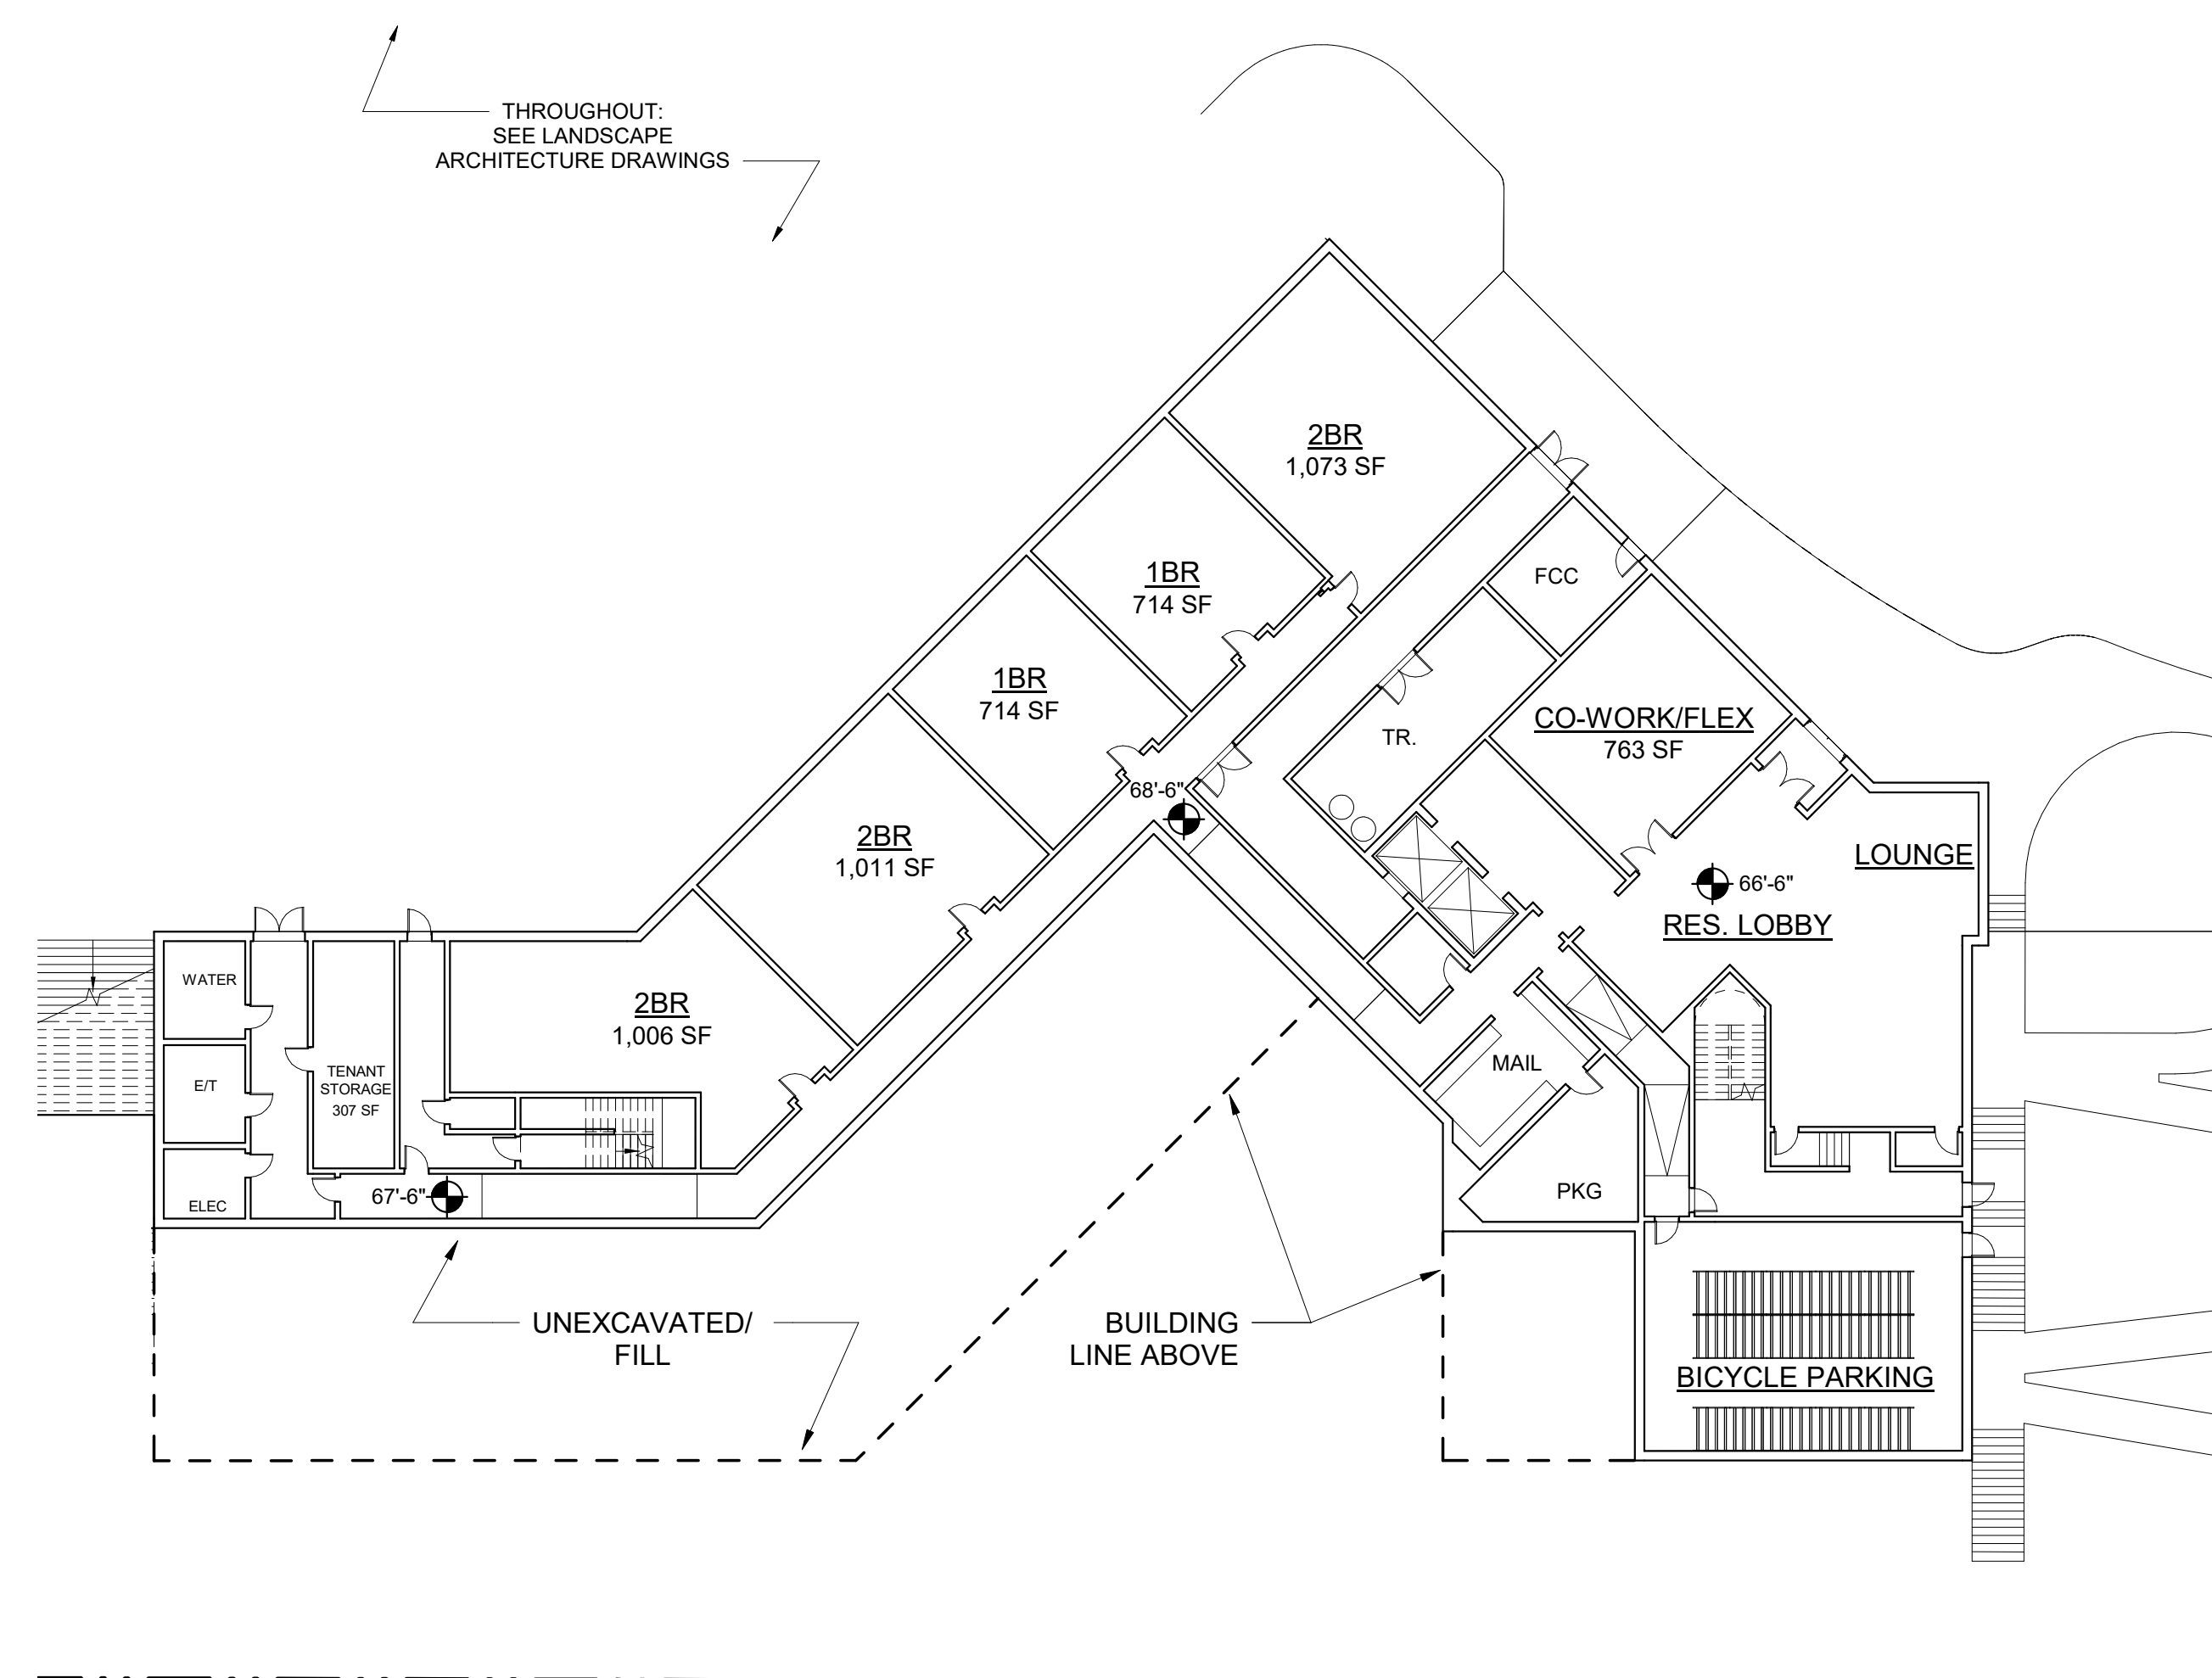 THROUGHOUT:
SEE LANDSCAPE
ARCHITECTURE DRAWINGS
2BR
1,073 SF
1BR
714 SF
FCC
1BR
714 SF
CO-WORK/FLEX
763 SF
TR.
68'-6"
2BR
1,011 SF
LOUNGE
66'-6"
RES. LOBBY
WATER
2BR
1,006 SF
MAIL
E/T
TENANT
STORAGE
307 SF
67'-6"
ELEC
PKG
UNEXCAVATED/
FILL
BUILDING
LINE ABOVE
BICYCLE PARKING